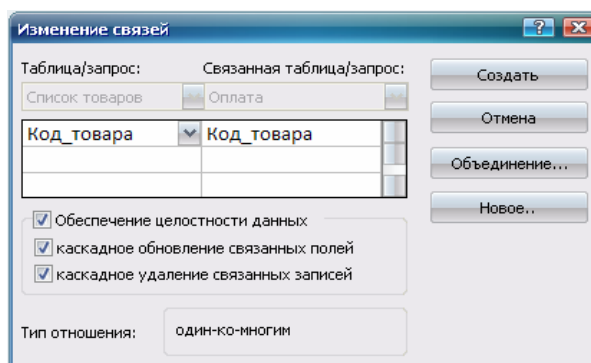 Изменение связей
Таблица/запрос: Связанная таблица/запрос:
Список товаров Оплата
Код_товара Код_товара
Обеспечение целостности данных
каскадное обновление связанных полей
каскадное удаление связанных записей
Тип отношения: один-ко-многим
Создать
Отмена
Объединение...
Новое..